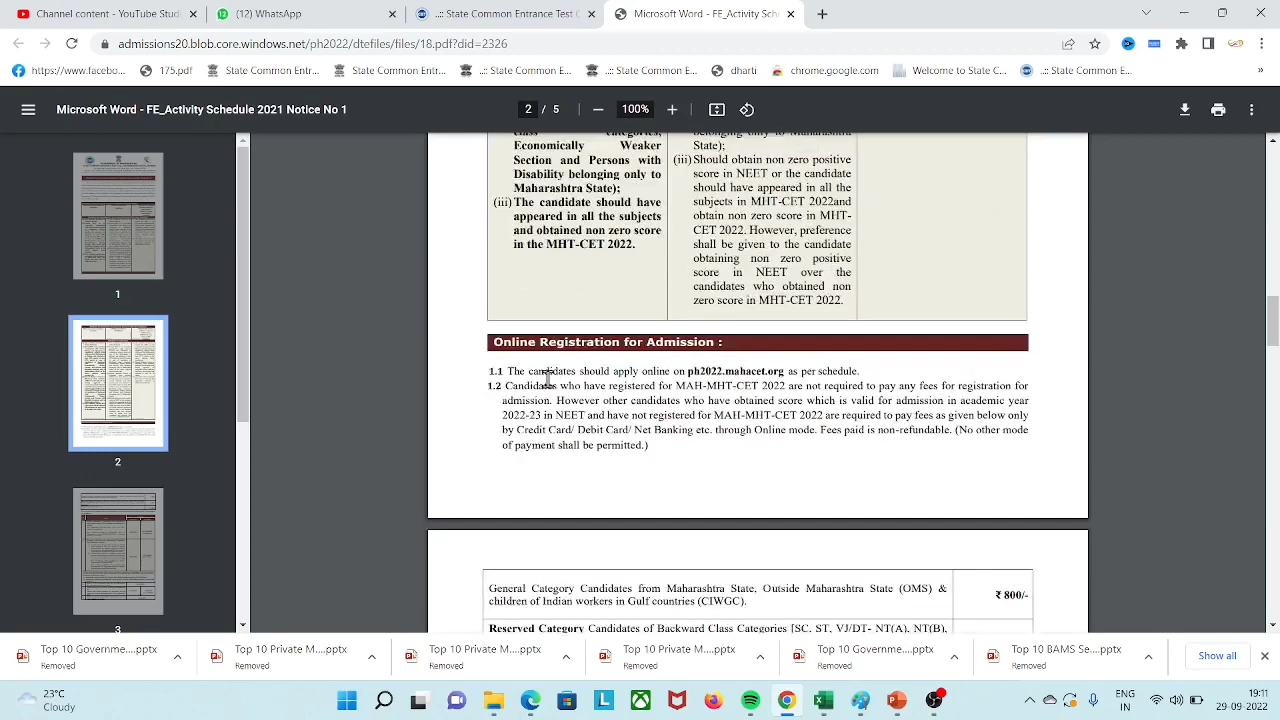 Channel content - YouTube Studi
(12) WhatsApp
.:: State Common Entrance Test C
Microsoft Word - FE_Activity Sch
admissions20.blob.core.windows.net/ph2022/dtefiles/files/18.pdf?did=2326
https://www.facebo...
175.pdf
State Common Entr...
State Common Entr...
.:: State Common E...
.:: State Common E...
dharti
chrome.google.com
Welcome to State C...
.:: State Common E...
»
Microsoft Word - FE_Activity Schedule 2021 Notice No 1
2 / 5
100%
class categories,
Economically Weaker
Section and Persons with
Disability belonging only to
Maharashtra State);
(iii) The candidate should have
appeared in all the subjects
and obtained non zero score
in the MHT-CET 2022.
belonging only to Maharashtra
State);
(iii) Should obtain non zero positive
score in NEET or the candidate
should have appeared in all the
subjects in MHT-CET 2022and
obtain non zero score in MHT-
CET 2022. However, preference
shall be given to the candidate
obtaining non zero positive
score in NEET over the
candidates who obtained non
zero score in MHT-CET 2022.
Online Registration for Admission :
1.1 The candidates should apply online on ph2022.mahacet.org as per schedule.
1.2 Candidates who have registered for MAH-MHT-CET 2022 are not required to pay any fees for registration for
admission. However other candidates who have obtained score which is valid for admission in academic year
2022-23 in NEET and have not registered for MAH-MHT-CET 2022 are required to pay fees as given below only
by Credit Card/ Debit Card/ Net Banking etc. through Online mode. Fees paid is non-refundable. (No other mode
of payment shall be permitted.)
General Category Candidates from Maharashtra State, Outside Maharashtra State (OMS) &
children of Indian workers in Gulf countries (CIWGC).
₹ 800/-
Reserved Category Candidates of Backward Class Categories [SC, ST, VJ/DT- NT(A), NT(B),
1
2
3
Top 10 Governme....pptx
Removed
Top 10 Private M....pptx
Removed
Top 10 Private M....pptx
Removed
Top 10 Private M....pptx
Removed
Top 10 Governme....pptx
Removed
Top 10 BAMS Se....pptx
Removed
Show all
23°C
Cloudy
ENG
IN
19:11
29-09-2022